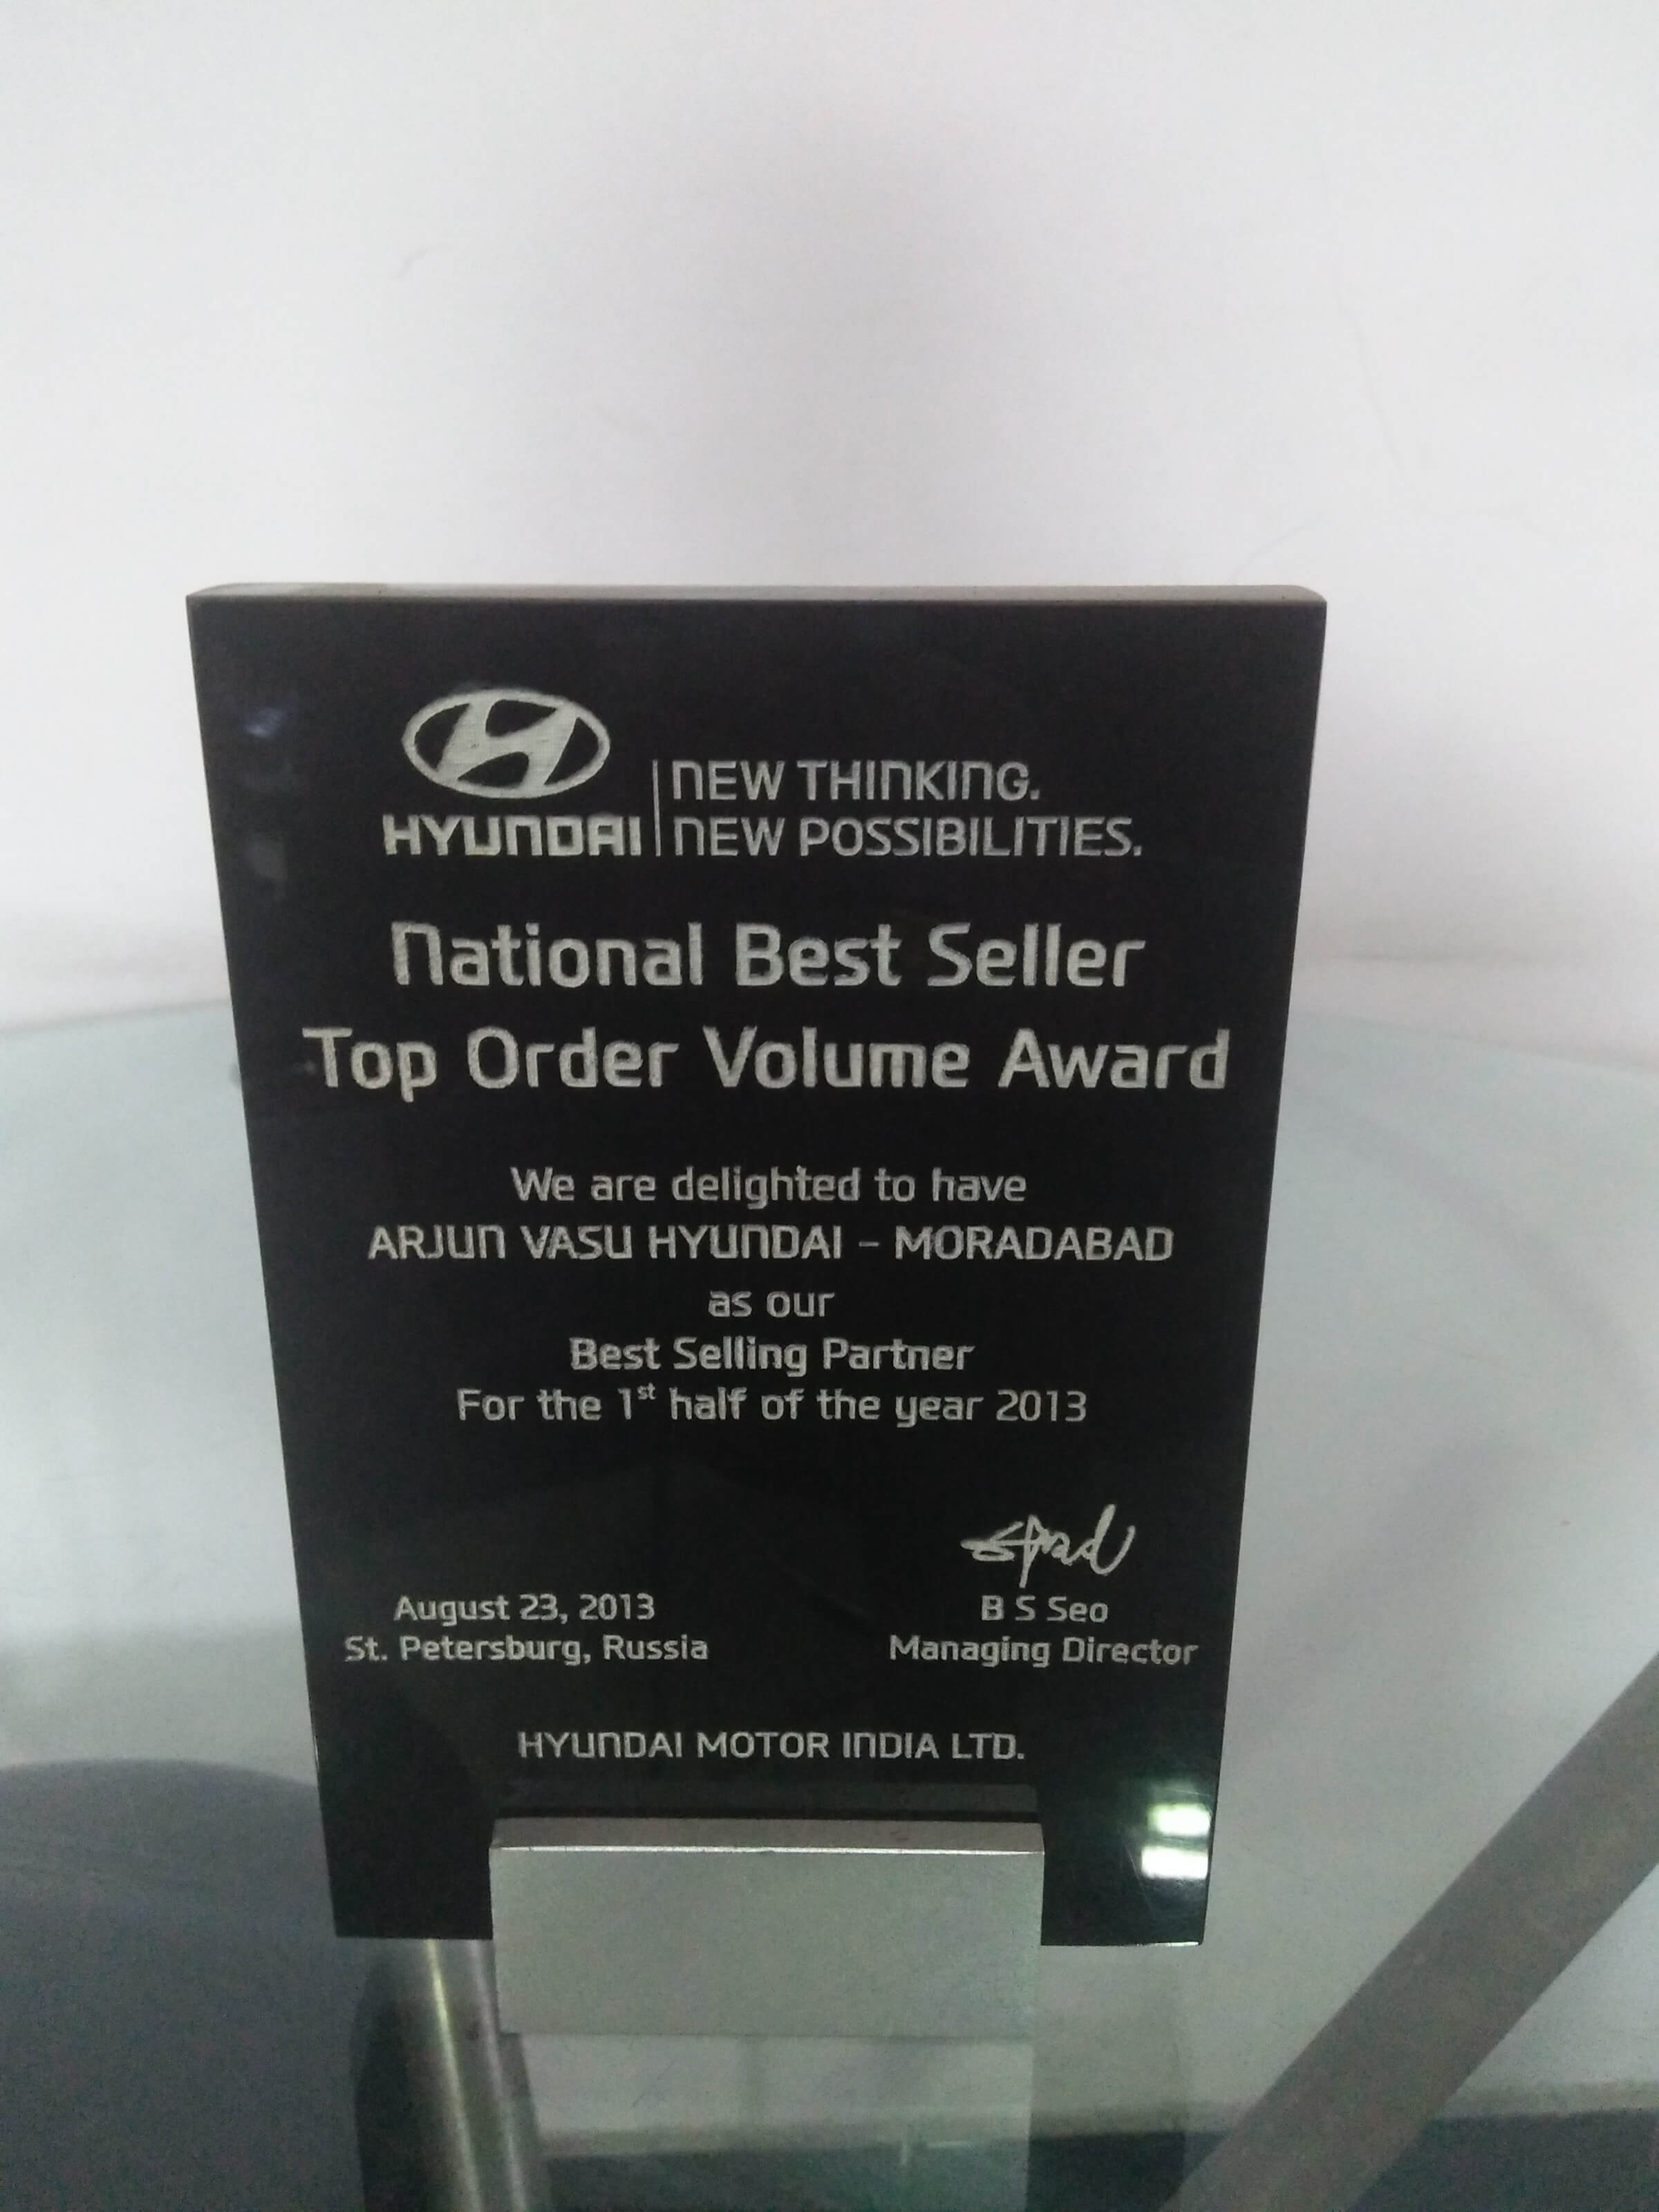 HYUNDAI
NEW THINKING.
NEW POSSIBILITIES.
National Best Seller
Top Order Volume Award
We are delighted to have
ARJUN VASU HYUNDAI – MORADABAD
as our
Best Selling Partner
For the 1st half of the year 2013
August 23, 2013
St. Petersburg, Russia
B S Seo
Managing Director
HYUNDAI MOTOR INDIA LTD.